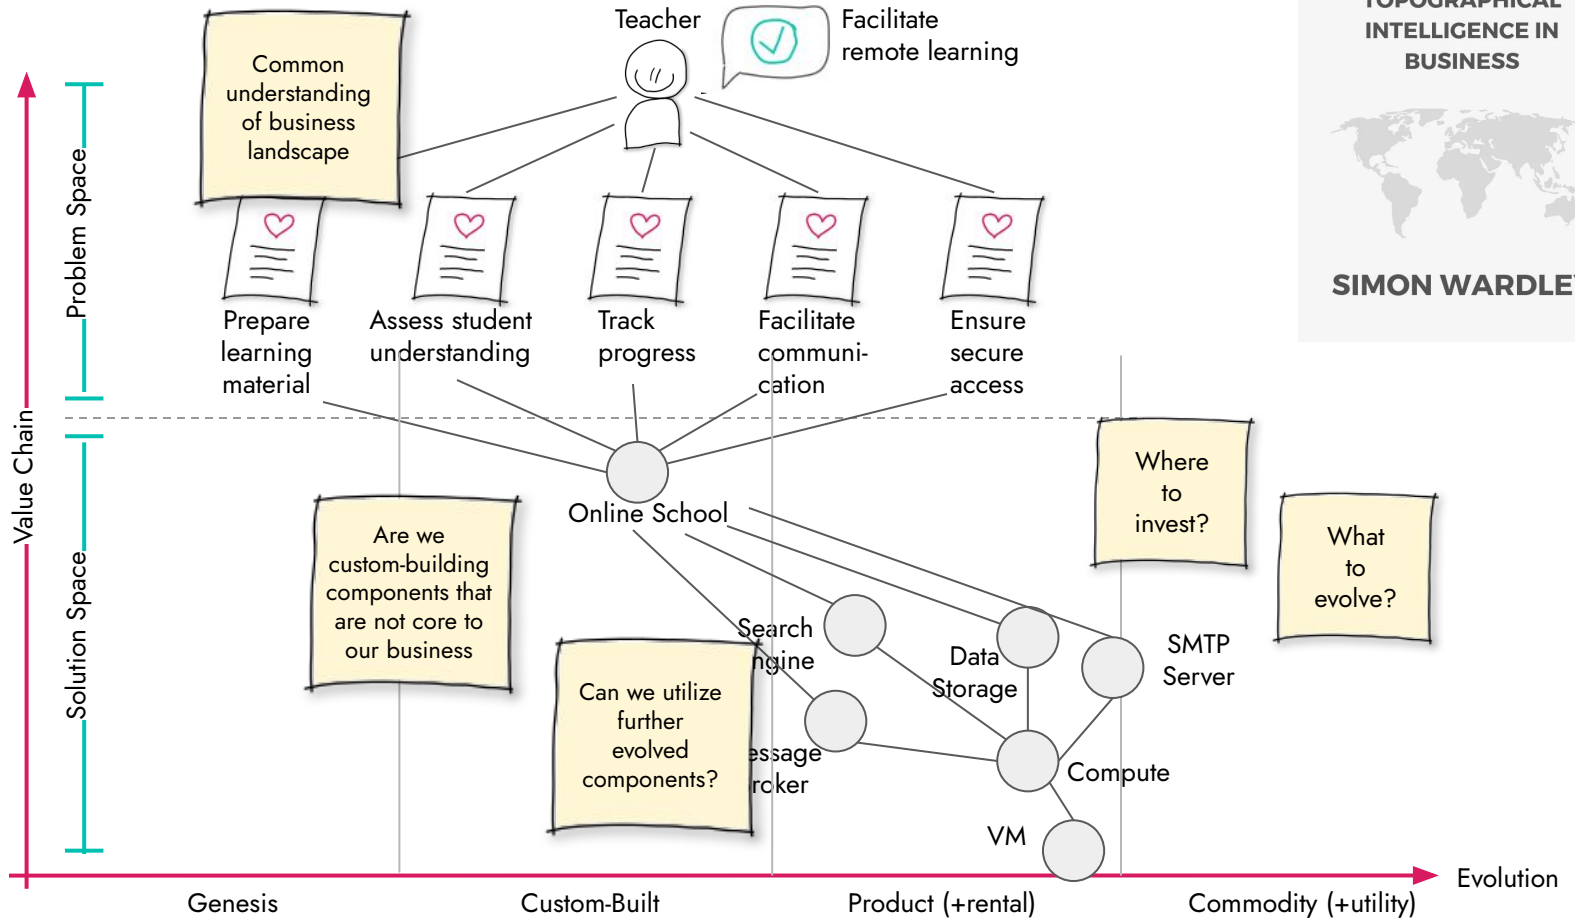 Teacher
Facilitate
remote learning
TOPOGRAPHICAL
INTELLIGENCE IN
BUSINESS
SIMON WARDLEY
Common
understanding
of business
landscape
Prepare
learning
material
Assess student
understanding
Track
progress
Facilitate
communi-
cation
Ensure
secure
access
Problem Space
Value Chain
Solution Space
Online School
Are we
custom-building
components that
are not core to
our business
Can we utilize
further
evolved
components?
Where
to
invest?
What
to
evolve?
Search
ngine
essage
roker
Data
Storage
SMTP
Server
Compute
VM
Evolution
Genesis
Custom-Built
Product (+rental)
Commodity (+utility)